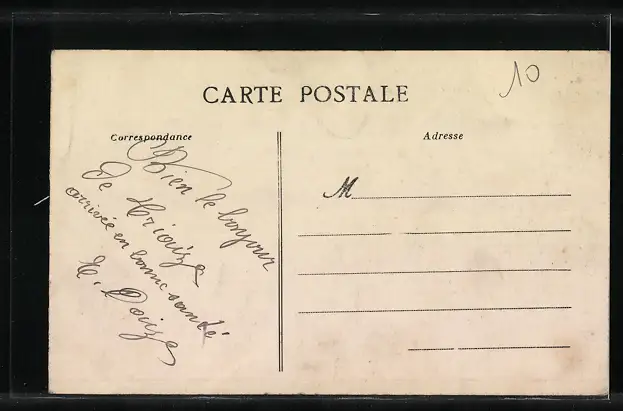 10
CARTE POSTALE
Correspondance
Bien le bonjour
De
arrivée en bonne santé
Adresse
M